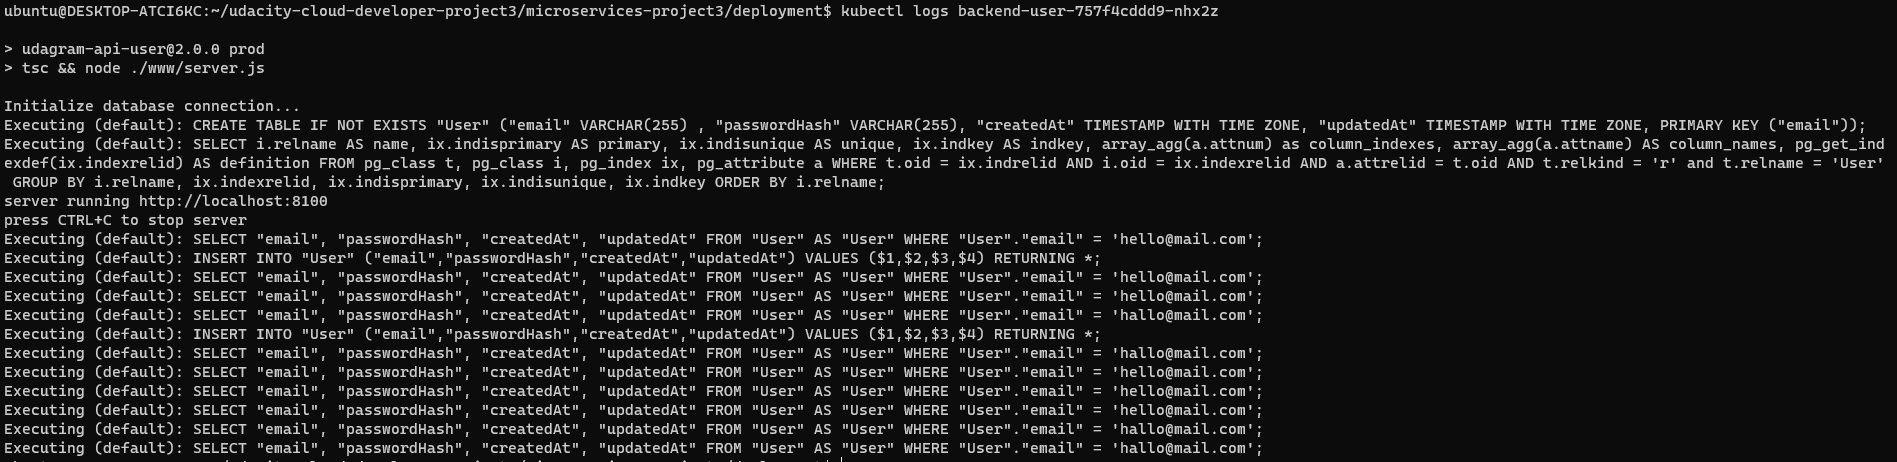 ubuntu@DESKTOP-ATCI6KC:~/udacity-cloud-developer-project3/microservices-project3/deployment$ kubectl logs backend-user-757f4cddd9-nhx2z
> udagram-api-user@2.0.0 prod
> tsc && node ./www/server.js
Initialize database connection...
Executing (default): CREATE TABLE IF NOT EXISTS "User" ("email" VARCHAR(255) , "passwordHash" VARCHAR(255), "createdAt" TIMESTAMP WITH TIME ZONE, "updatedAt" TIMESTAMP WITH TIME ZONE, PRIMARY KEY ("email"));
Executing (default): SELECT i.relname AS name, ix.indisprimary AS primary, ix.indisunique AS unique, ix.indkey AS indkey, array_agg(a.attnum) as column_indexes, array_agg(a.attname) AS column_names, pg_get_ind
exdef(ix.indexrelid) AS definition FROM pg_class t, pg_class i, pg_index ix, pg_attribute a WHERE t.oid = ix.indrelid AND i.oid = ix.indexrelid AND a.attrelid = t.oid AND t.relkind = 'r' and t.relname = 'User'
GROUP BY i.relname, ix.indexrelid, ix.indisprimary, ix.indisunique, ix.indkey ORDER BY i.relname;
server running http://localhost:8100
press CTRL+C to stop server
Executing (default): SELECT "email", "passwordHash", "createdAt", "updatedAt" FROM "User" AS "User" WHERE "User"."email" = 'hello@mail.com';
Executing (default): INSERT INTO "User" ("email","passwordHash","createdAt","updatedAt") VALUES ($1,$2,$3,$4) RETURNING *;
Executing (default): SELECT "email", "passwordHash", "createdAt", "updatedAt" FROM "User" AS "User" WHERE "User"."email" = 'hello@mail.com';
Executing (default): SELECT "email", "passwordHash", "createdAt", "updatedAt" FROM "User" AS "User" WHERE "User"."email" = 'hello@mail.com';
Executing (default): SELECT "email", "passwordHash", "createdAt", "updatedAt" FROM "User" AS "User" WHERE "User"."email" = 'hallo@mail.com';
Executing (default): INSERT INTO "User" ("email","passwordHash","createdAt","updatedAt") VALUES ($1,$2,$3,$4) RETURNING *;
Executing (default): SELECT "email", "passwordHash", "createdAt", "updatedAt" FROM "User" AS "User" WHERE "User"."email" = 'hallo@mail.com';
Executing (default): SELECT "email", "passwordHash", "createdAt", "updatedAt" FROM "User" AS "User" WHERE "User"."email" = 'hello@mail.com';
Executing (default): SELECT "email", "passwordHash", "createdAt", "updatedAt" FROM "User" AS "User" WHERE "User"."email" = 'hello@mail.com';
Executing (default): SELECT "email", "passwordHash", "createdAt", "updatedAt" FROM "User" AS "User" WHERE "User"."email" = 'hello@mail.com';
Executing (default): SELECT "email", "passwordHash", "createdAt", "updatedAt" FROM "User" AS "User" WHERE "User"."email" = 'hallo@mail.com';
Executing (default): SELECT "email", "passwordHash", "createdAt", "updatedAt" FROM "User" AS "User" WHERE "User"."email" = 'hallo@mail.com';